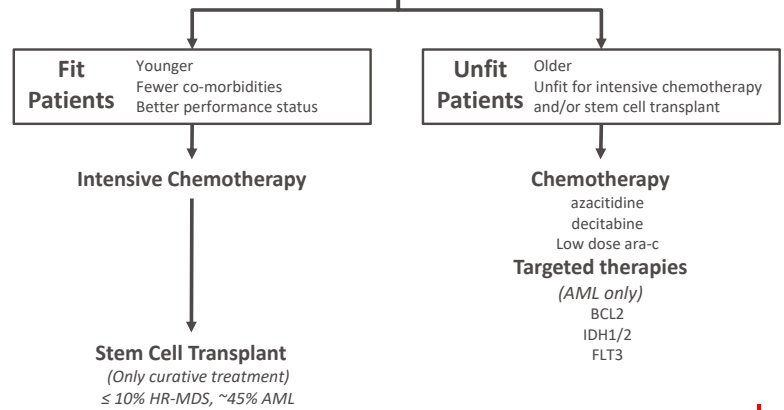 Fit Patients
Younger
Fewer co-morbidities
Better performance status
Intensive Chemotherapy
Stem Cell Transplant
(Only curative treatment)
≤ 10% HR-MDS, ~45% AML
Unfit Patients
Older
Unfit for intensive chemotherapy
and/or stem cell transplant
Chemotherapy
azacitidine
decitabine
Low dose ara-c
Targeted therapies
(AML only)
BCL2
IDH1/2
FLT3